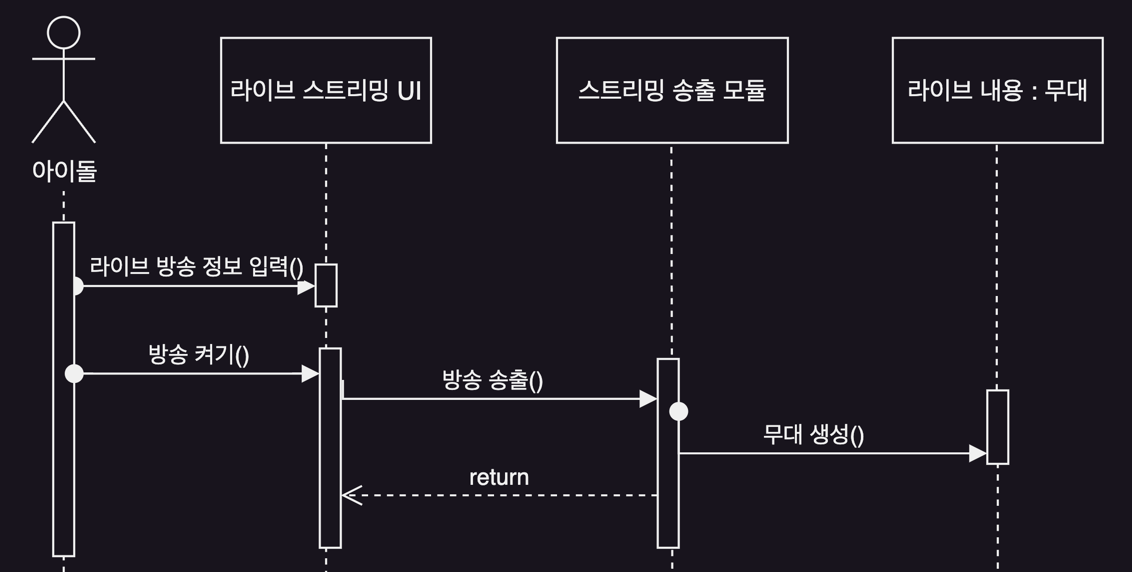 라이브 스트리밍 UI
스트리밍 송출 모듈
라이브 내용 : 무대
아이돌
라이브 방송 정보 입력()
방송 켜기()
방송 송출()
무대 생성()
return